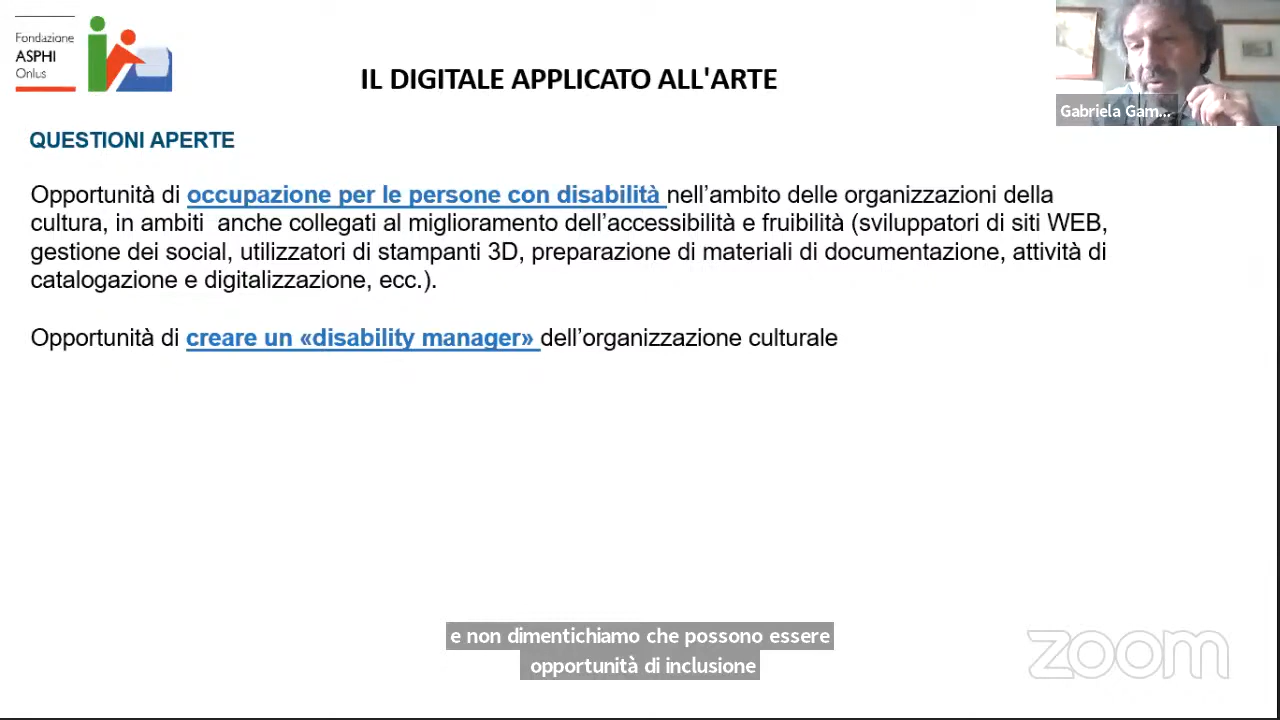 Fondazione
ASPHI
Onlus
IL DIGITALE APPLICATO ALL'ARTE
Gabriela Gam...
QUESTIONI APERTE
Opportunità di occupazione per le persone con disabilità nell’ambito delle organizzazioni della
cultura, in ambiti anche collegati al miglioramento dell’accessibilità e fruibilità (sviluppatori di siti WEB,
gestione dei social, utilizzatori di stampanti 3D, preparazione di materiali di documentazione, attività di
catalogazione e digitalizzazione, ecc.).
Opportunità di creare un «disability manager» dell’organizzazione culturale
e non dimentichiamo che possono essere
opportunità di inclusione
zoom